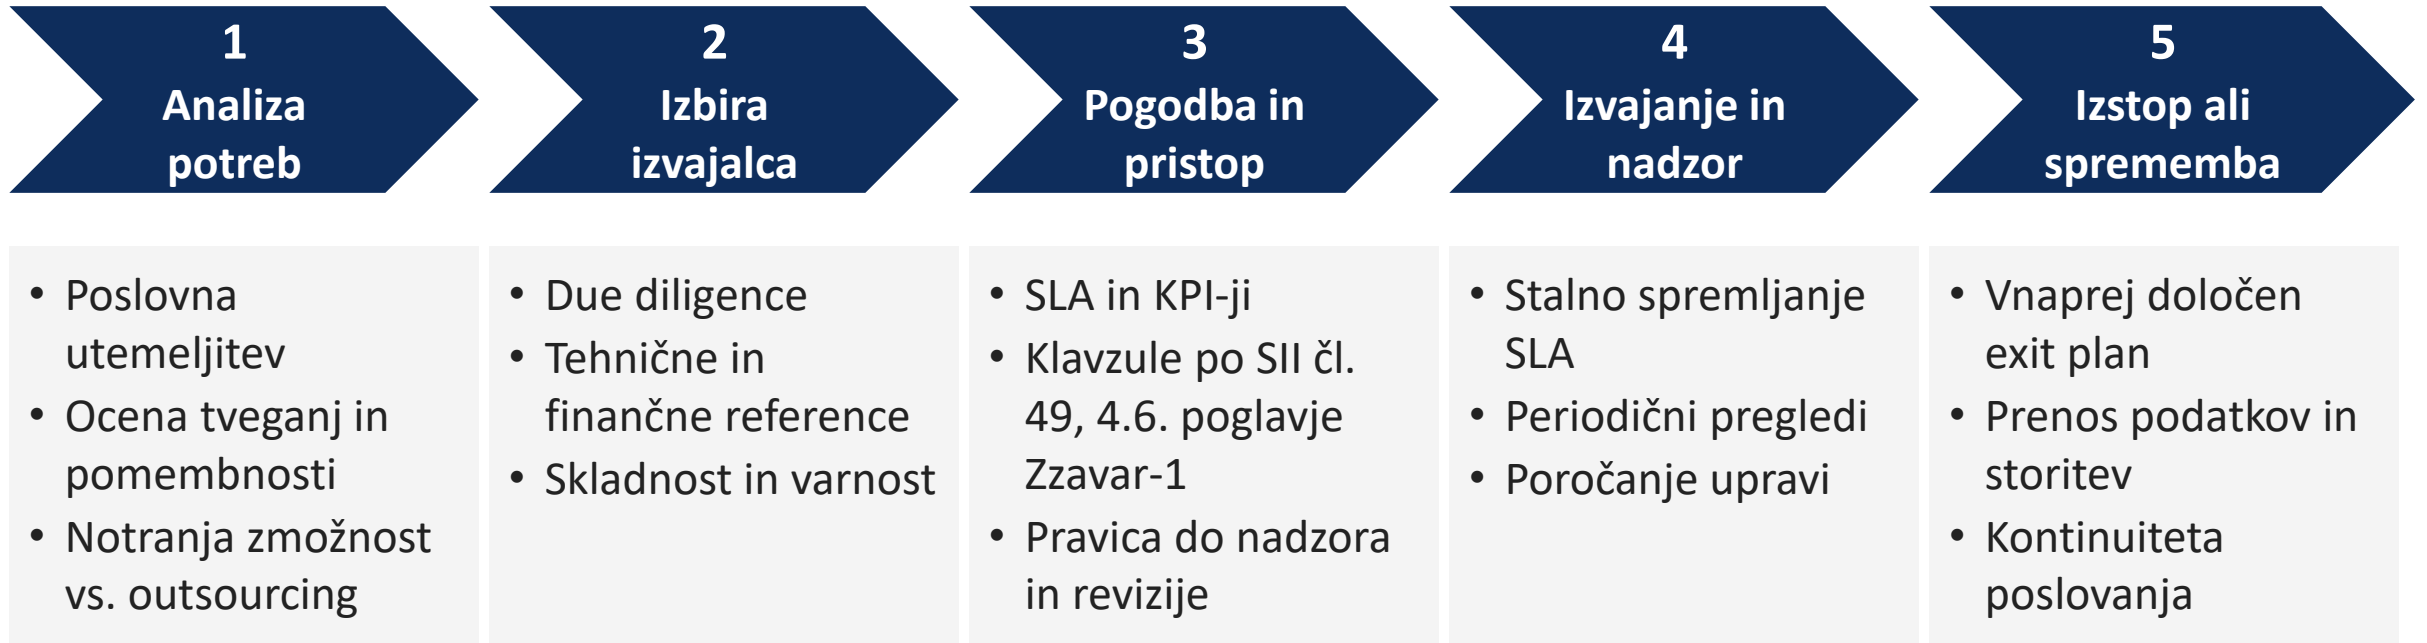 1
Analiza
potreb
2
Izbira
izvajalca
3
Pogodba in
pristop
4
Izvajanje in
nadzor
5
Izstop ali
sprememba
• Poslovna
utemeljitev
• Ocena tveganj in
pomembnosti
• Notranja zmožnost
vs. outsourcing
• Due diligence
• Tehnične in
finančne reference
• Skladnost in varnost
• SLA in KPI-ji
• Klavzule po SII čl.
49, 4.6. poglavje
Zzavar-1
• Pravica do nadzora
in revizije
• Stalno spremljanje
SLA
• Periodični pregledi
• Poročanje upravi
• Vnaprej določen
exit plan
• Prenos podatkov in
storitev
• Kontinuiteta
poslovanja